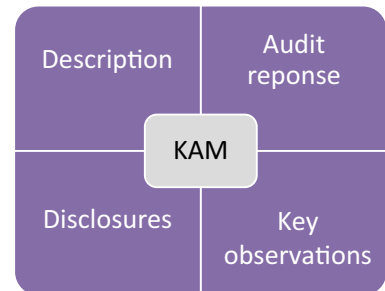 Description
Audit
reponse
KAM
Disclosures
Key
observations